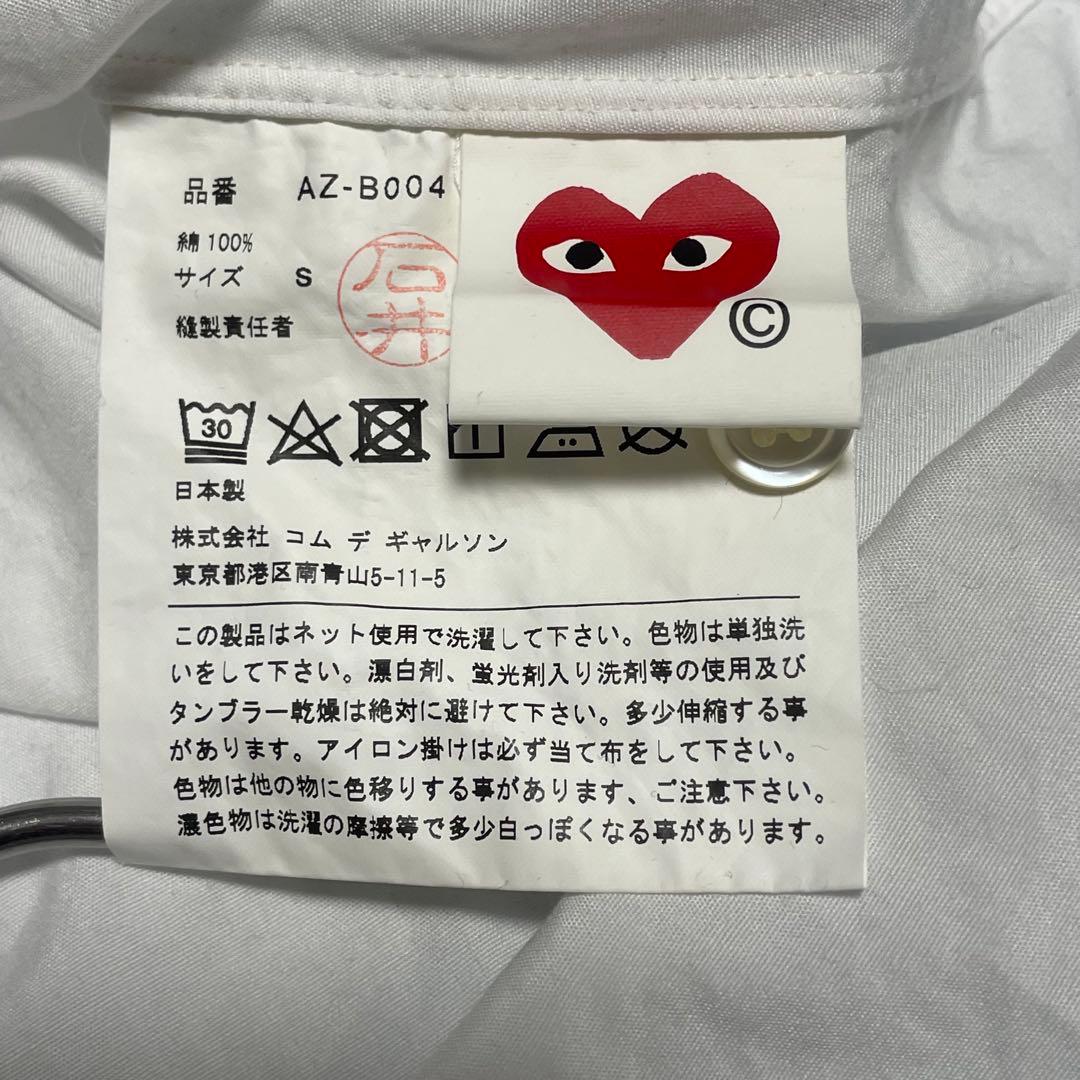 品番 AZ-B004
綿100%
サイズ S
縫製責任者
石井
©
30
日本製
株式会社 コム デ ギャルソン
東京都港区南青山5-11-5
この製品はネット使用で洗濯して下さい。色物は単独洗
いをして下さい。漂白剤、蛍光剤入り洗剤等の使用及び
タンブラー乾燥は絶対に避けて下さい。多少伸縮する事
があります。アイロン掛けは必ず当て布をして下さい。
色物は他の物に色移りする事があります、ご注意下さい。
濃色物は洗濯の摩擦等で多少白っぽくなる事があります。